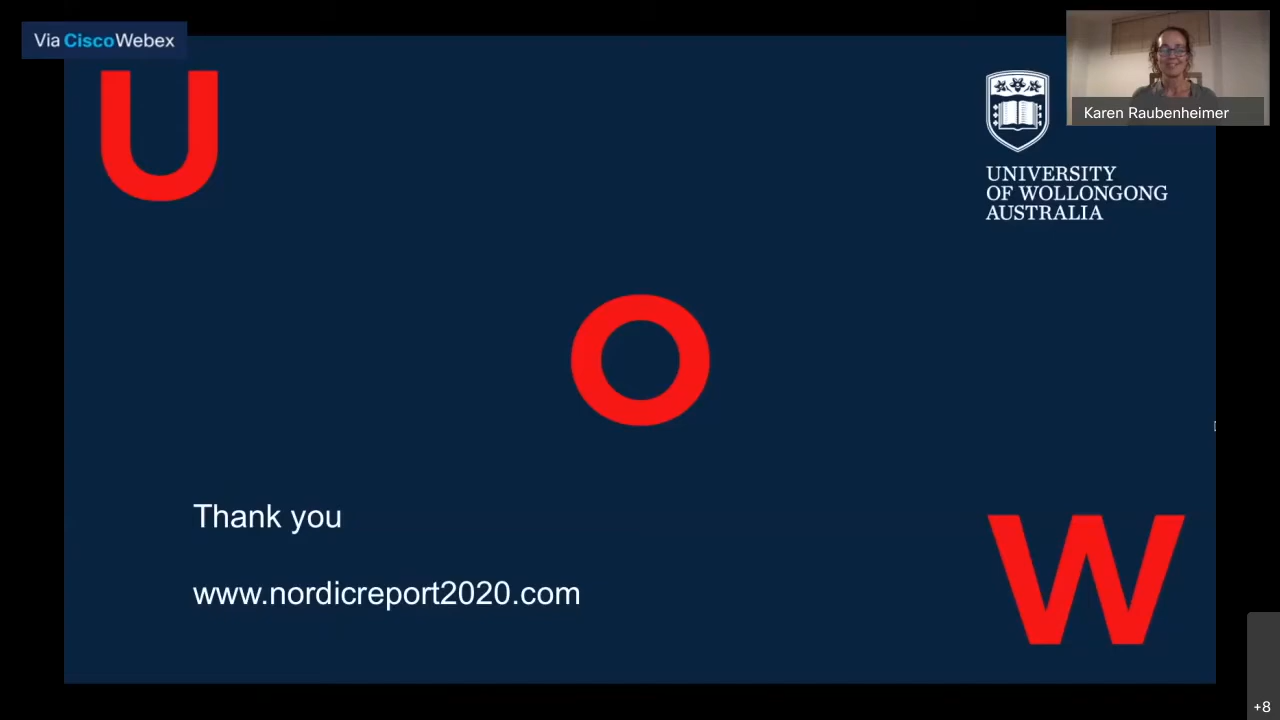 Via CiscoWebex
U
Karen Raubenheimer
UNIVERSITY
OF WOLLONGONG
AUSTRALIA
O
Thank you
W
www.nordicreport2020.com
+8